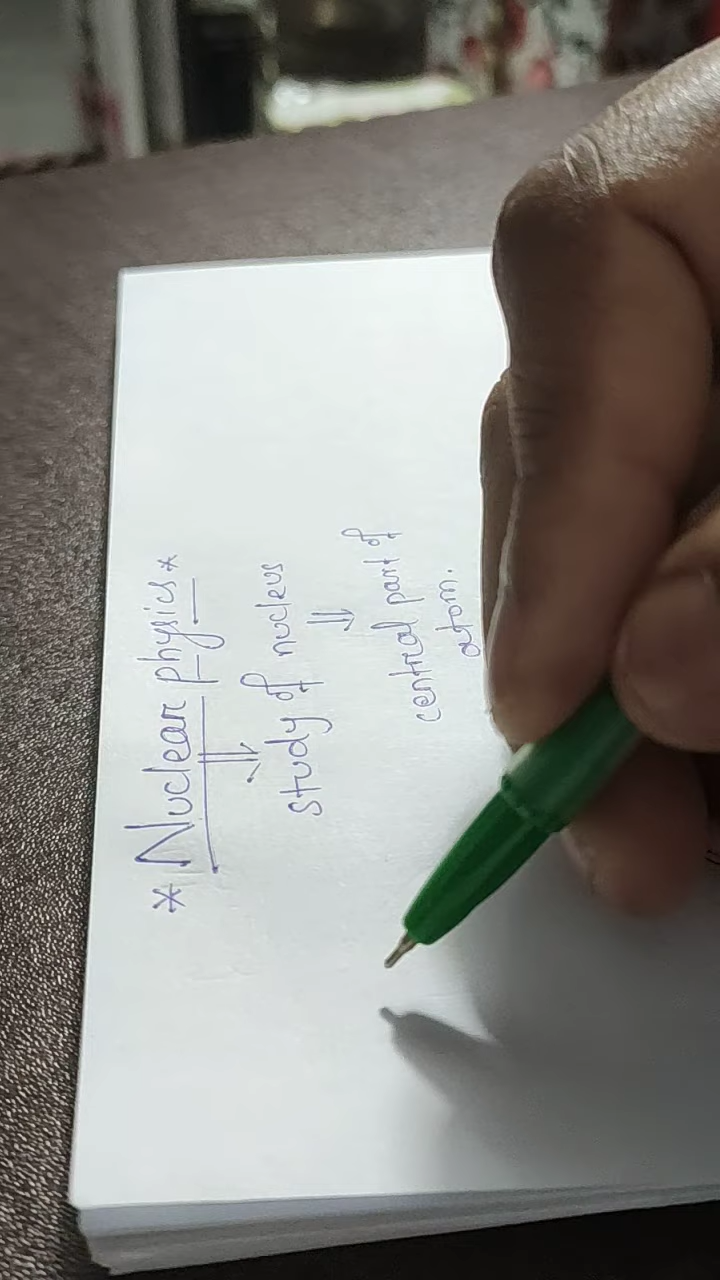 * Nuclear physics *
⇓
study of nucleus
⇓
central part of
atom.